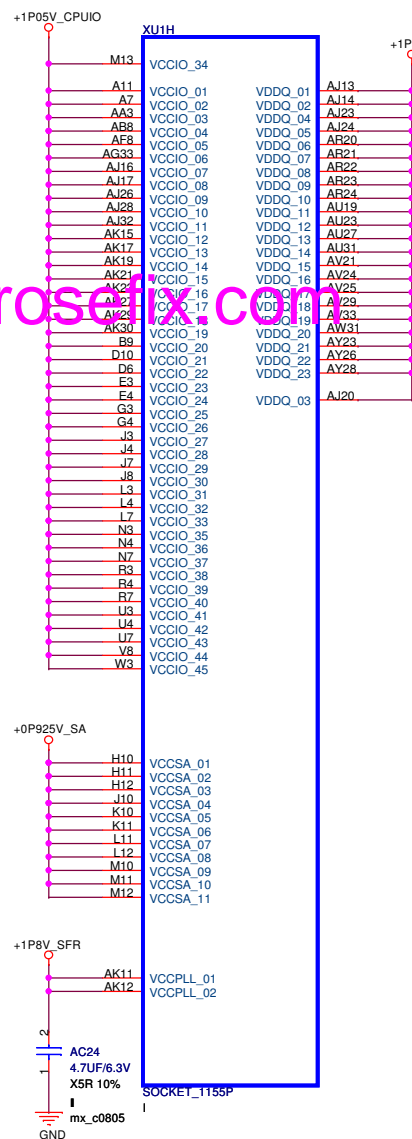 +1P05V_CPUIO
XU1H
+1P
M13 VCCIO_34
A11 VCCIO_01 VDDQ_01 AJ13
A7 VCCIO_02 VDDQ_02 AJ14
AA3 VCCIO_03 VDDQ_04 AJ23
AB8 VCCIO_04 VDDQ_05 AJ24
AF8 VCCIO_05 VDDQ_06 AR20
AG33 VCCIO_06 VDDQ_07 AR21
AJ16 VCCIO_07 VDDQ_08 AR22
AJ17 VCCIO_08 VDDQ_09 AR23
AJ26 VCCIO_09 VDDQ_10 AR24
AJ28 VCCIO_10 VDDQ_11 AU19
AJ32 VCCIO_11 VDDQ_12 AU23
AK15 VCCIO_12 VDDQ_13 AU27
AK17 VCCIO_13 VDDQ_14 AU31
AK19 VCCIO_14 VDDQ_15 AV21
AK21 VCCIO_15 VDDQ_16 AV24
VCCIO_16 VDDQ_17 AV25
rosefix.com
VCCIO_17 VDDQ_18 AV29
VCCIO_18 VDDQ_19 AV33
AK30 VCCIO_19 VDDQ_20 AW31
B9 VCCIO_20 VDDQ_21 AY23
D10 VCCIO_21 VDDQ_22 AY26
D6 VCCIO_22 VDDQ_23 AY28
E3 VCCIO_23
E4 VCCIO_24 VDDQ_03 AJ20
G3 VCCIO_25
G4 VCCIO_26
J3 VCCIO_27
J4 VCCIO_28
J7 VCCIO_29
J8 VCCIO_30
L3 VCCIO_31
L4 VCCIO_32
L7 VCCIO_33
N3 VCCIO_35
N4 VCCIO_36
N7 VCCIO_37
R3 VCCIO_38
R4 VCCIO_39
R7 VCCIO_40
U3 VCCIO_41
U4 VCCIO_42
U7 VCCIO_43
V8 VCCIO_44
W3 VCCIO_45
+0P925V_SA
H10 VCCSA_01
H11 VCCSA_02
H12 VCCSA_03
J10 VCCSA_04
K10 VCCSA_05
K11 VCCSA_06
L11 VCCSA_07
L12 VCCSA_08
M10 VCCSA_09
M11 VCCSA_10
M12 VCCSA_11
+1P8V_SFR
AK11 VCCPLL_01
AK12 VCCPLL_02
2
AC24
4.7UF/6.3V
1
X5R 10%
I
mx_c0805
GND
SOCKET_1155P
I